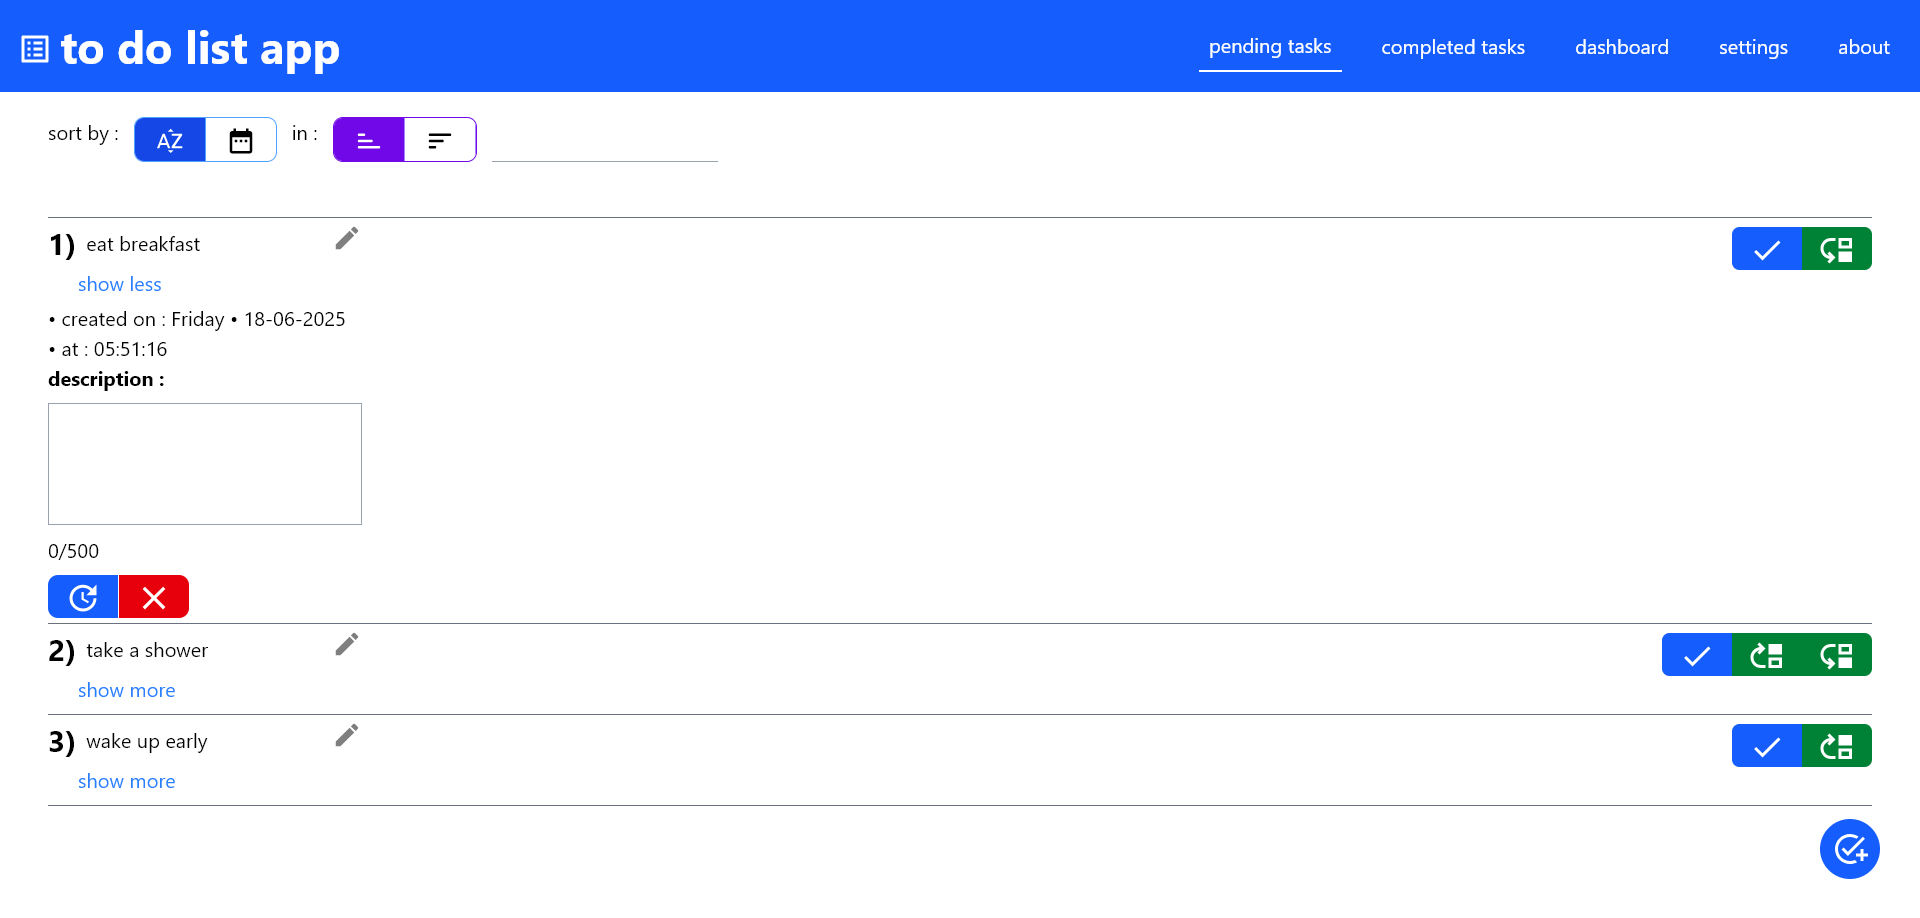 to do list app
pending tasks
completed tasks
dashboard
settings
about
sort by :
AZ
in :
1) eat breakfast
show less
• created on : Friday • 18-06-2025
• at : 05:51:16
description :
0/500
2) take a shower
show more
3) wake up early
show more